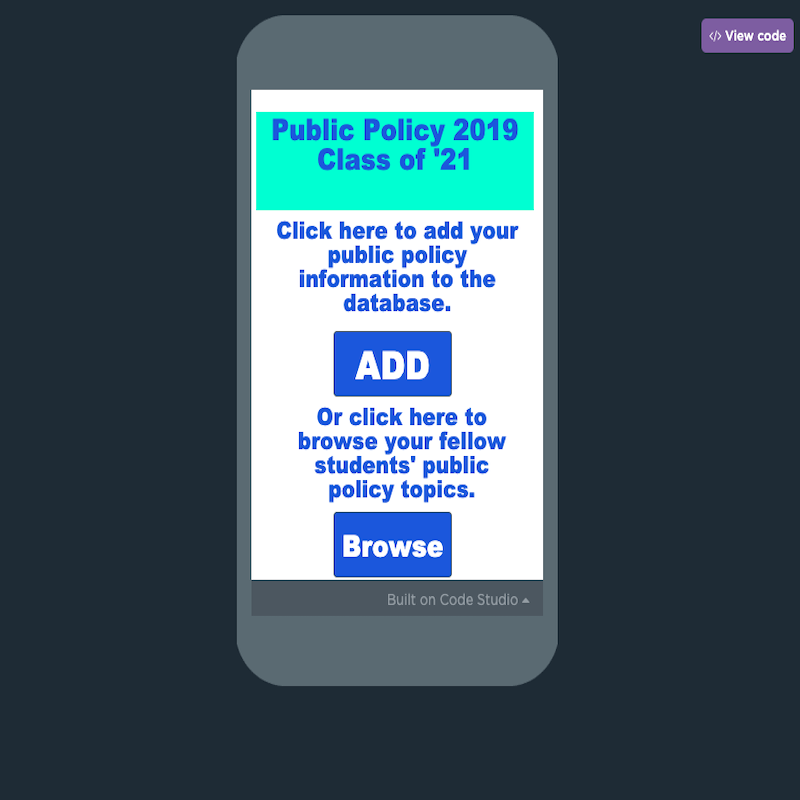 </> View code
Public Policy 2019
Class of '21
Click here to add your
public policy
information to the
database.
ADD
Or click here to
browse your fellow
students' public
policy topics.
Browse
Built on Code Studio